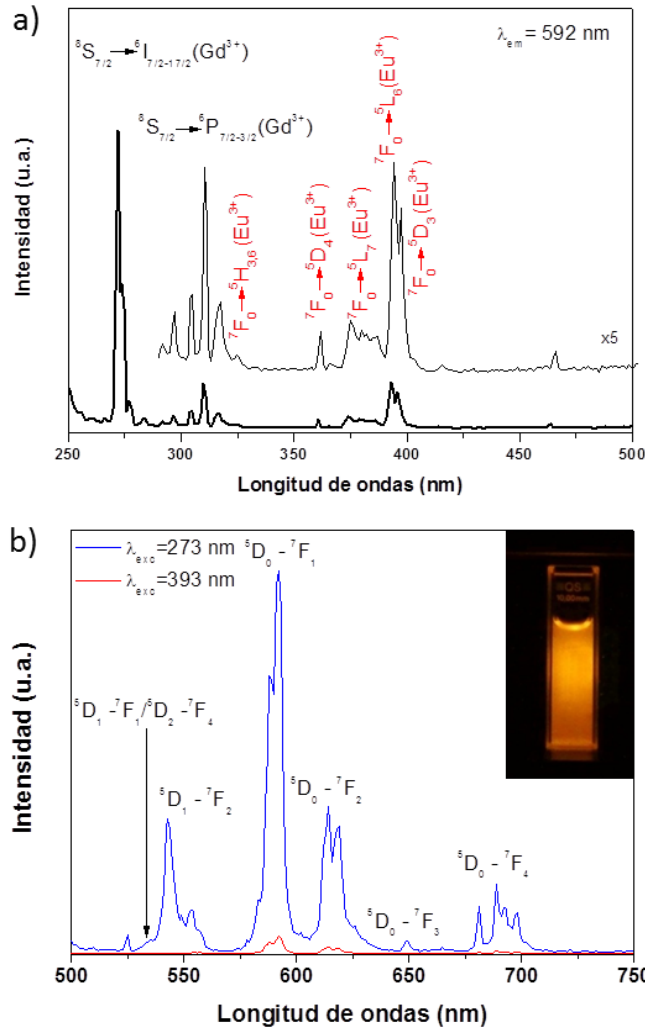 a)
λem = 592 nm
⁸S₇/₂ → ⁶I₇/₂₋₁₇/₂(Gd³⁺)
⁸S₇/₂ → ⁶P₇/₂₋₃/₂(Gd³⁺)
⁷F₀ → ⁵H₃,₆(Eu³⁺)
⁷F₀ → ⁵D₄(Eu³⁺)
⁷F₀ → ⁵L₇(Eu³⁺)
⁷F₀ → ⁵L₆(Eu³⁺)
⁷F₀ → ⁵D₃(Eu³⁺)
x5
Intensidad (u.a.)
250 300 350 400 450 500
Longitud de ondas (nm)
b)
λexc=273 nm
λexc=393 nm
⁵D₀ - ⁷F₁
⁵D₁ - ⁷F₁/⁵D₂ - ⁷F₄
⁵D₁ - ⁷F₂
⁵D₀ - ⁷F₂
⁵D₀ - ⁷F₃
⁵D₀ - ⁷F₄
Intensidad (u.a.)
500 550 600 650 700 750
Longitud de ondas (nm)